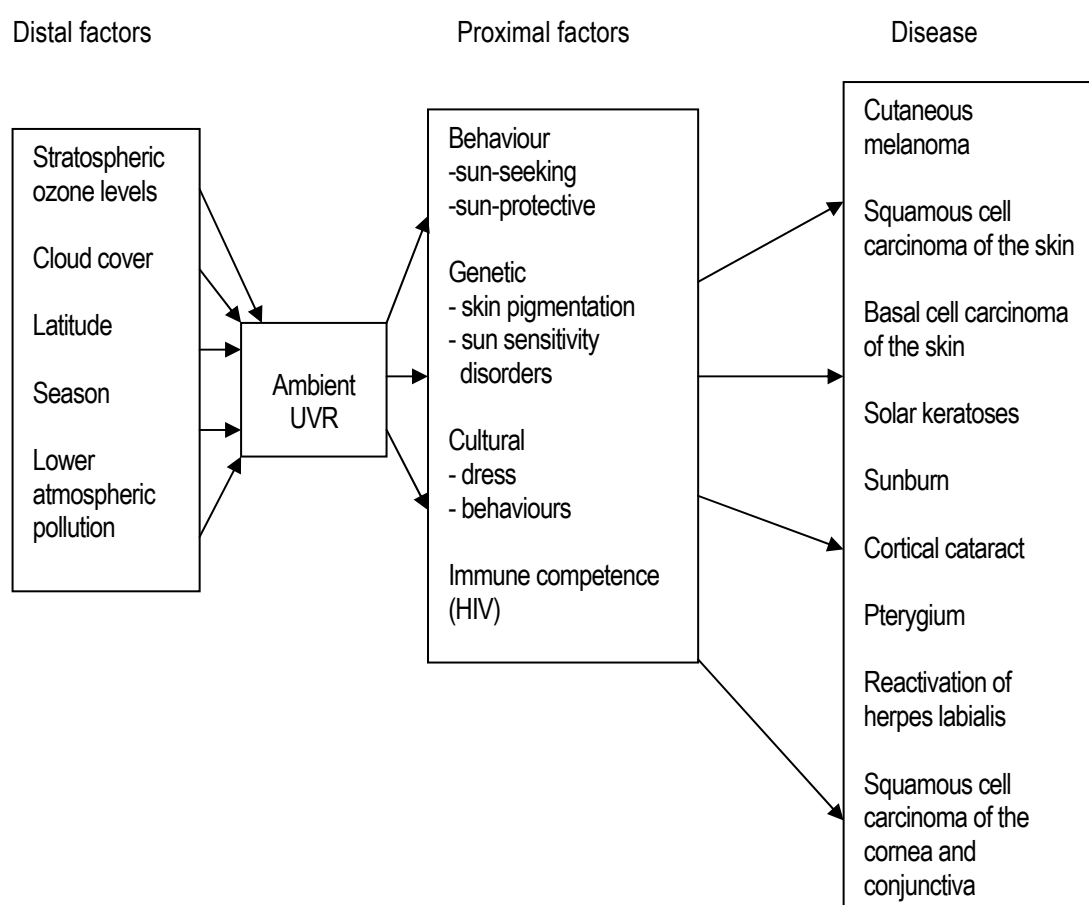 Distal factors
Proximal factors
Disease
Stratospheric
ozone levels
Cloud cover
Latitude
Season
Lower
atmospheric
pollution
Ambient
UVR
Behaviour
-sun-seeking
-sun-protective
Genetic
- skin pigmentation
- sun sensitivity
disorders
Cultural
- dress
- behaviours
Immune competence
(HIV)
Cutaneous
melanoma
Squamous cell
carcinoma of the skin
Basal cell carcinoma
of the skin
Solar keratoses
Sunburn
Cortical cataract
Pterygium
Reactivation of
herpes labialis
Squamous cell
carcinoma of the
cornea and
conjunctiva